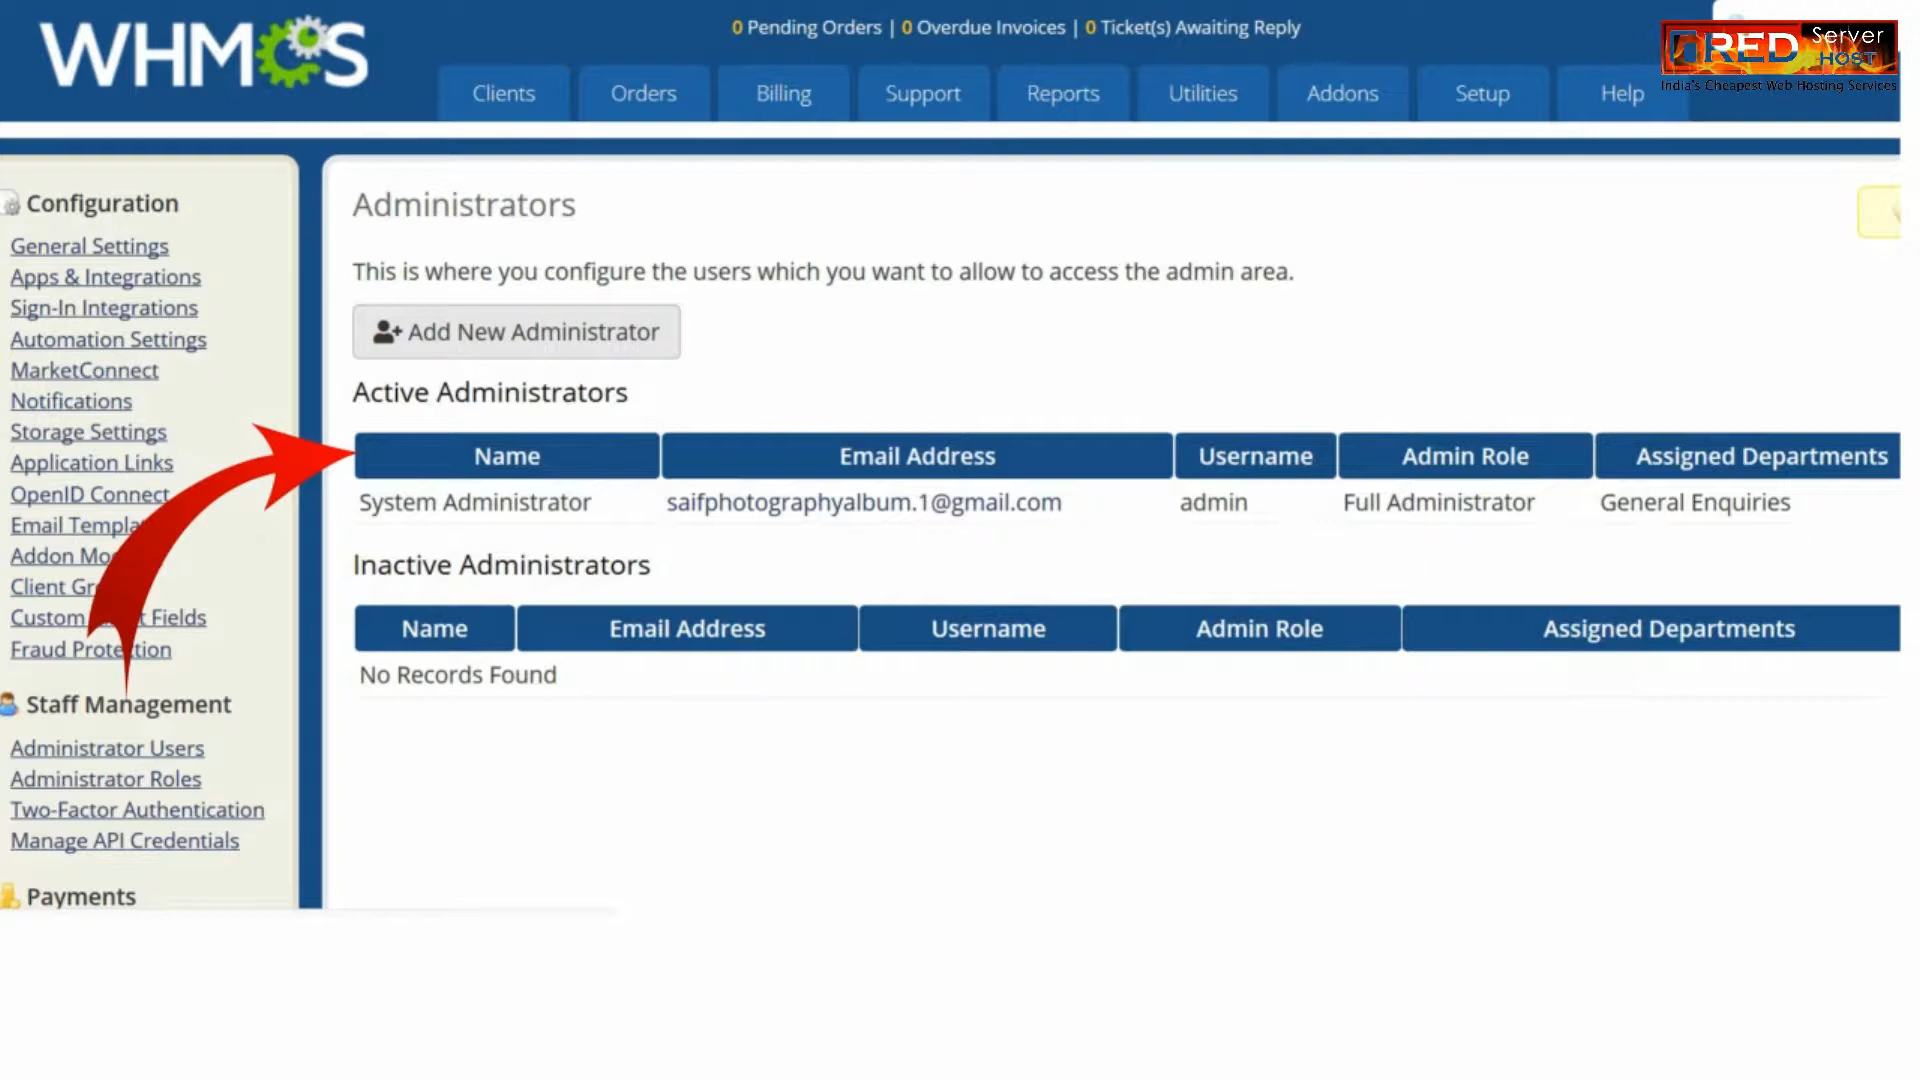 WHMCS
0 Pending Orders | 0 Overdue Invoices | 0 Ticket(s) Awaiting Reply
RED Server
HOST
India's Cheapest Web Hosting Services
Clients Orders Billing Support Reports Utilities Addons Setup Help
Configuration
General Settings
Apps & Integrations
Sign-In Integrations
Automation Settings
MarketConnect
Notifications
Storage Settings
Application Links
OpenID Connect
Email Templa
Addon Mo
Client Gr
Custom t Fields
Fraud Protection
Staff Management
Administrator Users
Administrator Roles
Two-Factor Authentication
Manage API Credentials
Payments
Administrators
This is where you configure the users which you want to allow to access the admin area.
Add New Administrator
Active Administrators
Name Email Address Username Admin Role Assigned Departments
System Administrator saifphotographyalbum.1@gmail.com admin Full Administrator General Enquiries
Inactive Administrators
Name Email Address Username Admin Role Assigned Departments
No Records Found